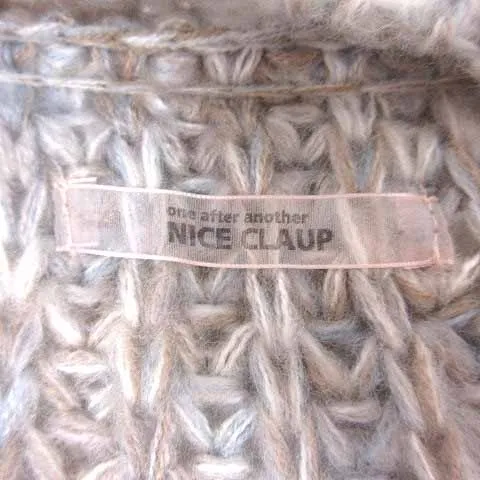 one after another
NICE CLAUP